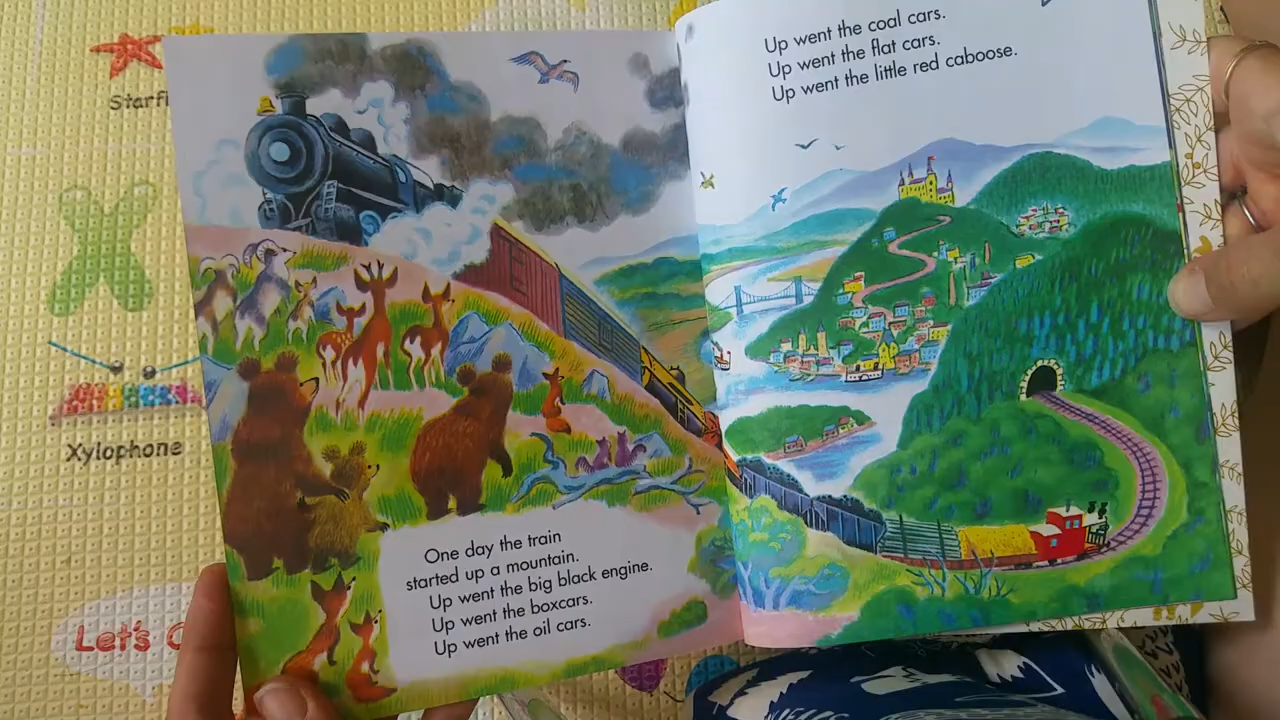 One day the train
started up a mountain.
Up went the big black engine.
Up went the boxcars.
Up went the oil cars.
Up went the coal cars.
Up went the flat cars.
Up went the little red caboose.
Starfi
Xylophone
Let's